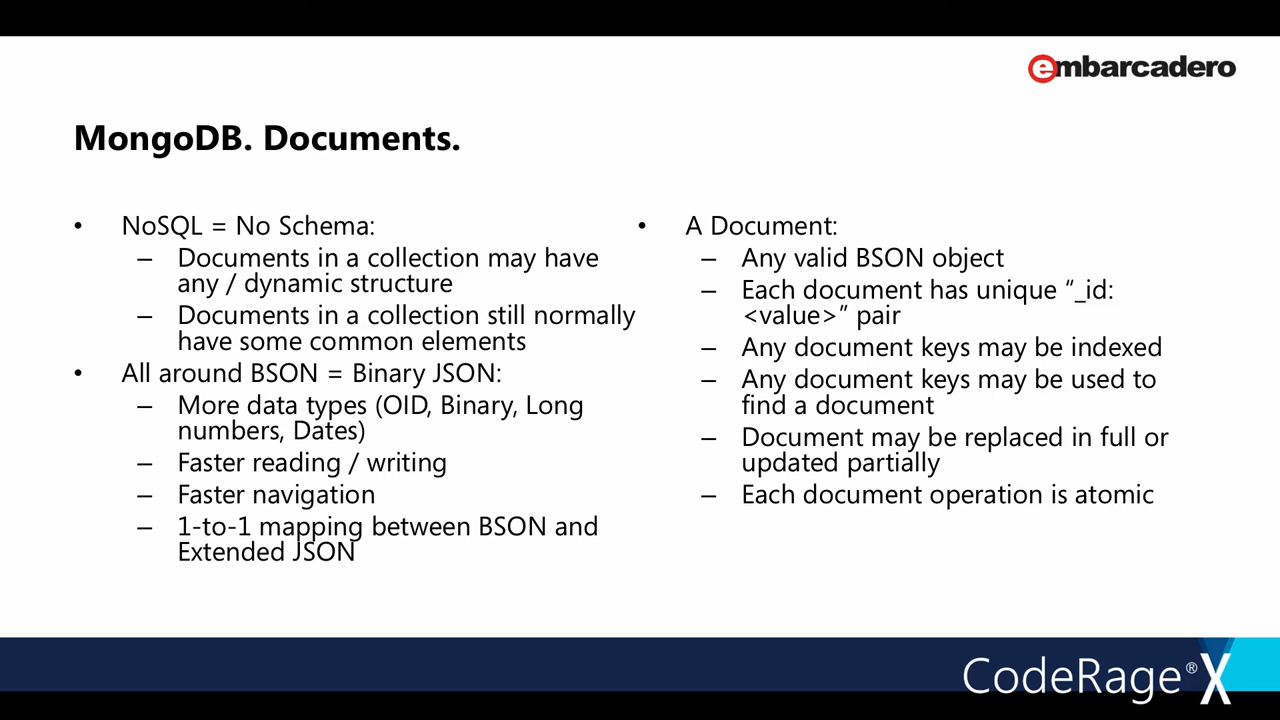 embarcadero
MongoDB. Documents.
• NoSQL = No Schema:
– Documents in a collection may have
any / dynamic structure
– Documents in a collection still normally
have some common elements
• All around BSON = Binary JSON:
– More data types (OID, Binary, Long
numbers, Dates)
– Faster reading / writing
– Faster navigation
– 1-to-1 mapping between BSON and
Extended JSON
• A Document:
– Any valid BSON object
– Each document has unique “_id:
<value>” pair
– Any document keys may be indexed
– Any document keys may be used to
find a document
– Document may be replaced in full or
updated partially
– Each document operation is atomic
CodeRage® X